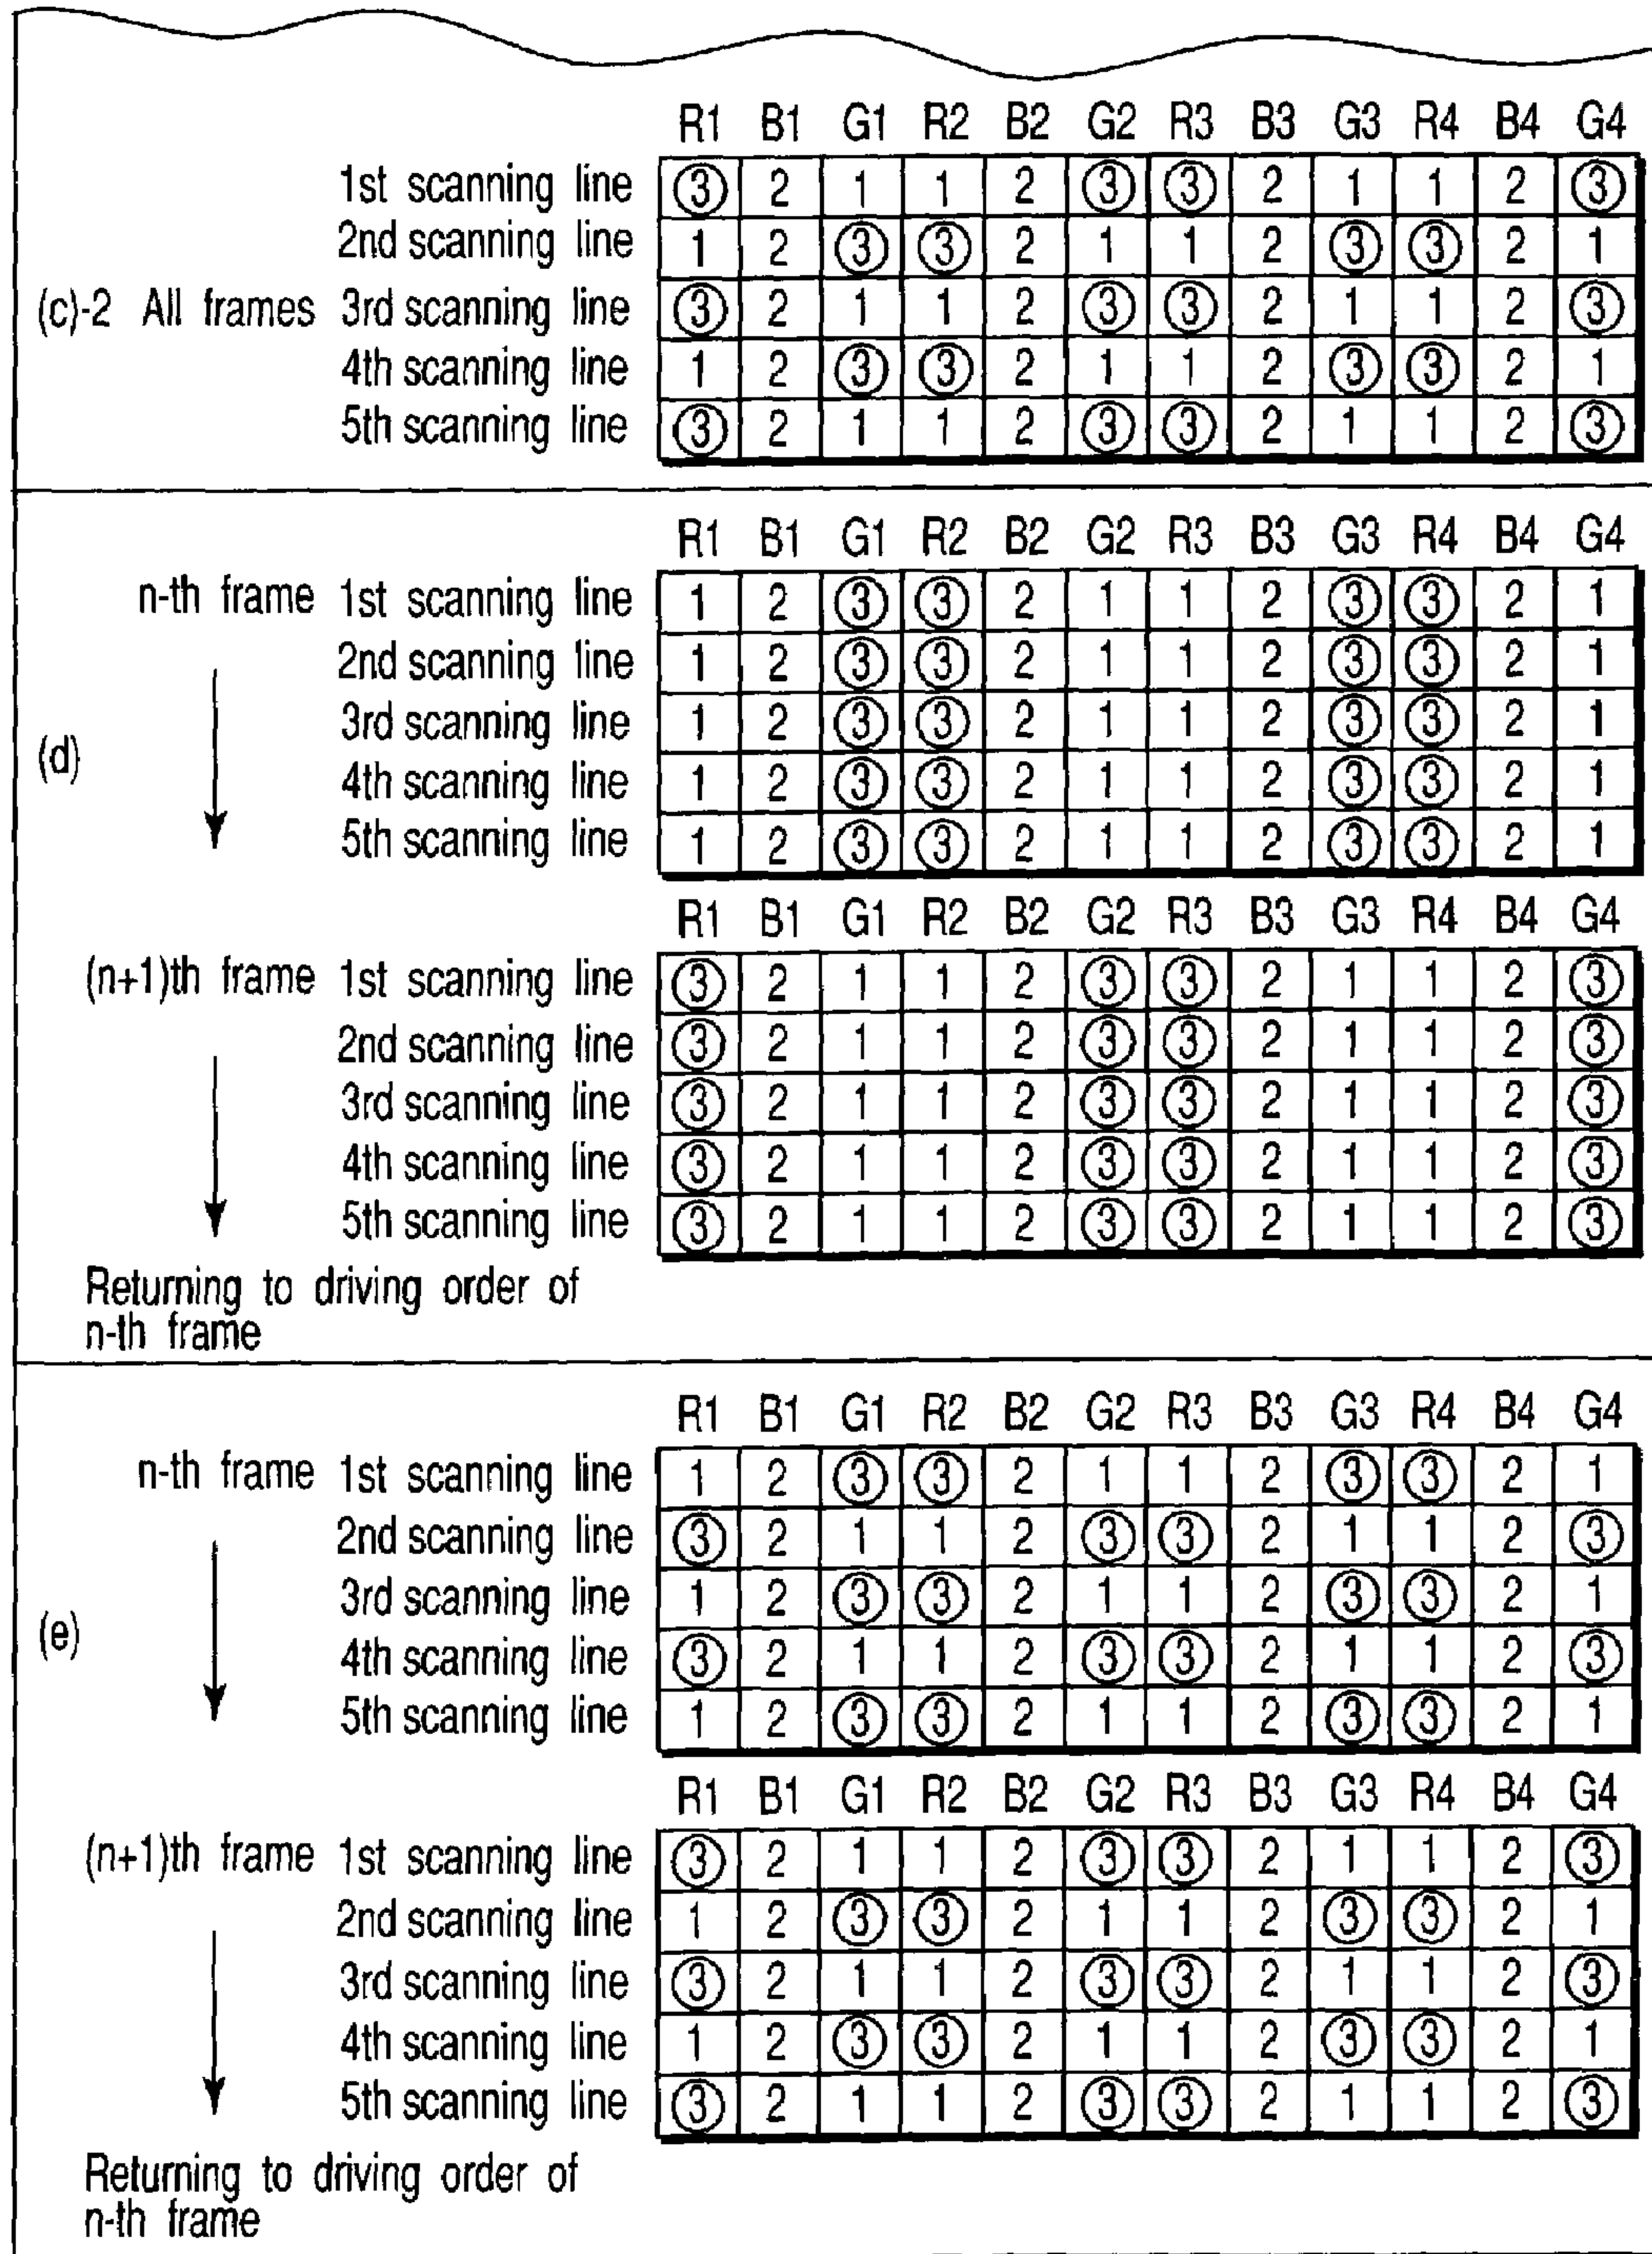 R1 B1 G1 R2 B2 G2 R3 B3 G3 R4 B4 G4
1st scanning line ③ 2 1 1 2 ③ ③ 2 1 1 2 ③
2nd scanning line 1 2 ③ ③ 2 1 1 2 ③ ③ 2 1
(c)-2 All frames 3rd scanning line ③ 2 1 1 2 ③ ③ 2 1 1 2 ③
4th scanning line 1 2 ③ ③ 2 1 1 2 ③ ③ 2 1
5th scanning line ③ 2 1 1 2 ③ ③ 2 1 1 2 ③
R1 B1 G1 R2 B2 G2 R3 B3 G3 R4 B4 G4
n-th frame 1st scanning line 1 2 ③ ③ 2 1 1 2 ③ ③ 2 1
2nd scanning line 1 2 ③ ③ 2 1 1 2 ③ ③ 2 1
3rd scanning line 1 2 ③ ③ 2 1 1 2 ③ ③ 2 1
(d)
4th scanning line 1 2 ③ ③ 2 1 1 2 ③ ③ 2 1
5th scanning line 1 2 ③ ③ 2 1 1 2 ③ ③ 2 1
R1 B1 G1 R2 B2 G2 R3 B3 G3 R4 B4 G4
(n+1)th frame 1st scanning line ③ 2 1 1 2 ③ ③ 2 1 1 2 ③
2nd scanning line ③ 2 1 1 2 ③ ③ 2 1 1 2 ③
3rd scanning line ③ 2 1 1 2 ③ ③ 2 1 1 2 ③
4th scanning line ③ 2 1 1 2 ③ ③ 2 1 1 2 ③
5th scanning line ③ 2 1 1 2 ③ ③ 2 1 1 2 ③
Returning to driving order of
n-th frame
R1 B1 G1 R2 B2 G2 R3 B3 G3 R4 B4 G4
n-th frame 1st scanning line 1 2 ③ ③ 2 1 1 2 ③ ③ 2 1
2nd scanning line ③ 2 1 1 2 ③ ③ 2 1 1 2 ③
3rd scanning line 1 2 ③ ③ 2 1 1 2 ③ ③ 2 1
(e)
4th scanning line ③ 2 1 1 2 ③ ③ 2 1 1 2 ③
5th scanning line 1 2 ③ ③ 2 1 1 2 ③ ③ 2 1
R1 B1 G1 R2 B2 G2 R3 B3 G3 R4 B4 G4
(n+1)th frame 1st scanning line ③ 2 1 1 2 ③ ③ 2 1 1 2 ③
2nd scanning line 1 2 ③ ③ 2 1 1 2 ③ ③ 2 1
3rd scanning line ③ 2 1 1 2 ③ ③ 2 1 1 2 ③
4th scanning line 1 2 ③ ③ 2 1 1 2 ③ ③ 2 1
5th scanning line ③ 2 1 1 2 ③ ③ 2 1 1 2 ③
Returning to driving order of
n-th frame